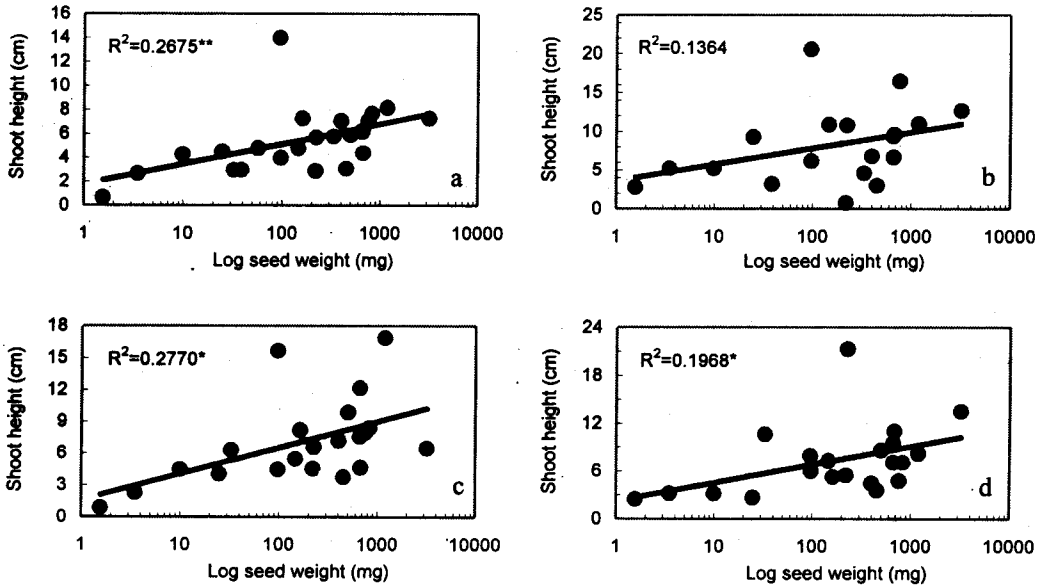 16
14
12
10
8
6
4
2
0
Shoot height (cm)
R²=0.2675**
a
1 10 100 1000 10000
Log seed weight (mg)
25
20
15
10
5
0
Shoot height (cm)
R²=0.1364
b
1 10 100 1000 10000
Log seed weight (mg)
18
15
12
9
6
3
0
Shoot height (cm)
R²=0.2770*
c
1 10 100 1000 10000
Log seed weight (mg)
24
18
12
6
0
Shoot height (cm)
R²=0.1968*
d
1 10 100 1000 10000
Log seed weight (mg)